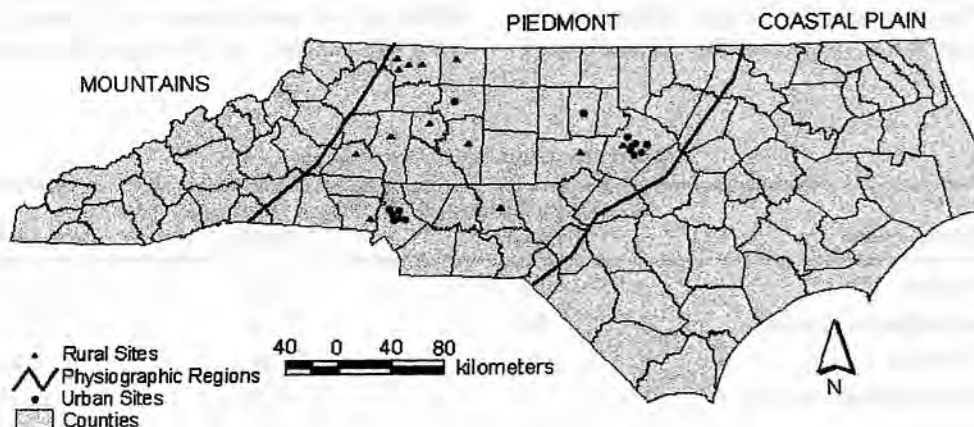 PIEDMONT
COASTAL PLAIN
MOUNTAINS
Rural Sites
Physiographic Regions
Urban Sites
Counties
40 0 40 80
kilometers
N